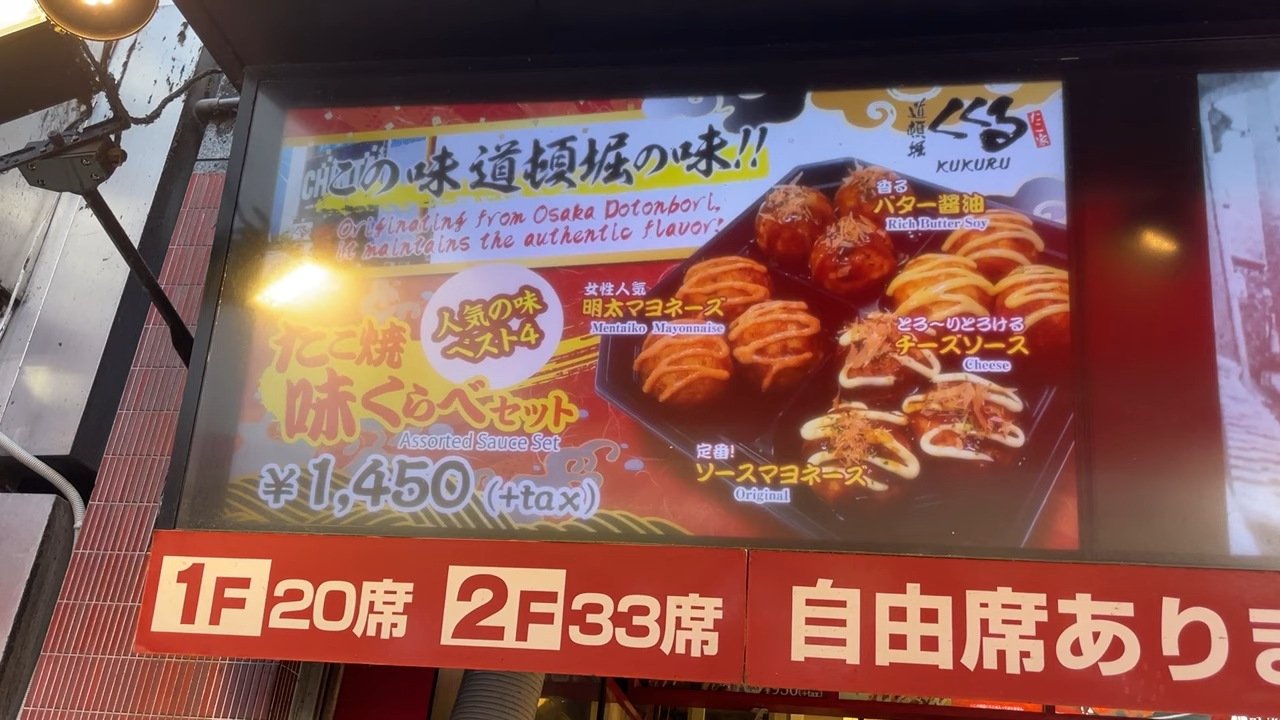 この味道頓堀の味!!
Originating from Osaka Dotonbori,
it maintains the authentic flavor!
道頓堀
くくる
たこ家
KUKURU
香る
バター醤油
Rich Butter Soy
女性人気
明太マヨネーズ
Mentaiko Mayonnaise
とろ〜りとろける
チーズソース
Cheese
人気の味
ベスト4
たこ焼
味くらべセット
Assorted Sauce Set
¥1,450 (+tax)
定番!
ソースマヨネーズ
Original
1F 20席 2F 33席
自由席あり